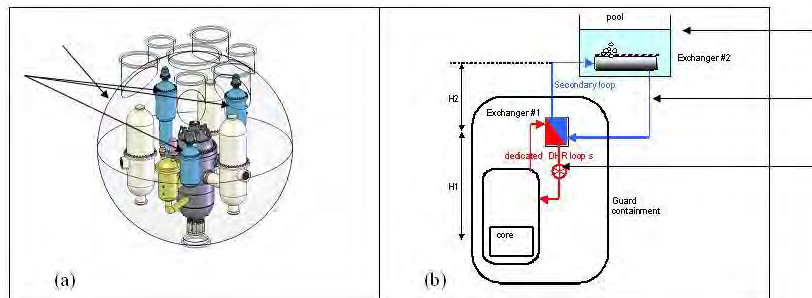 (a)
pool
Exchanger #2
Secondary loop
H2
Exchanger #1
dedicated DHR loop s
H1
Guard
containment
core
(b)